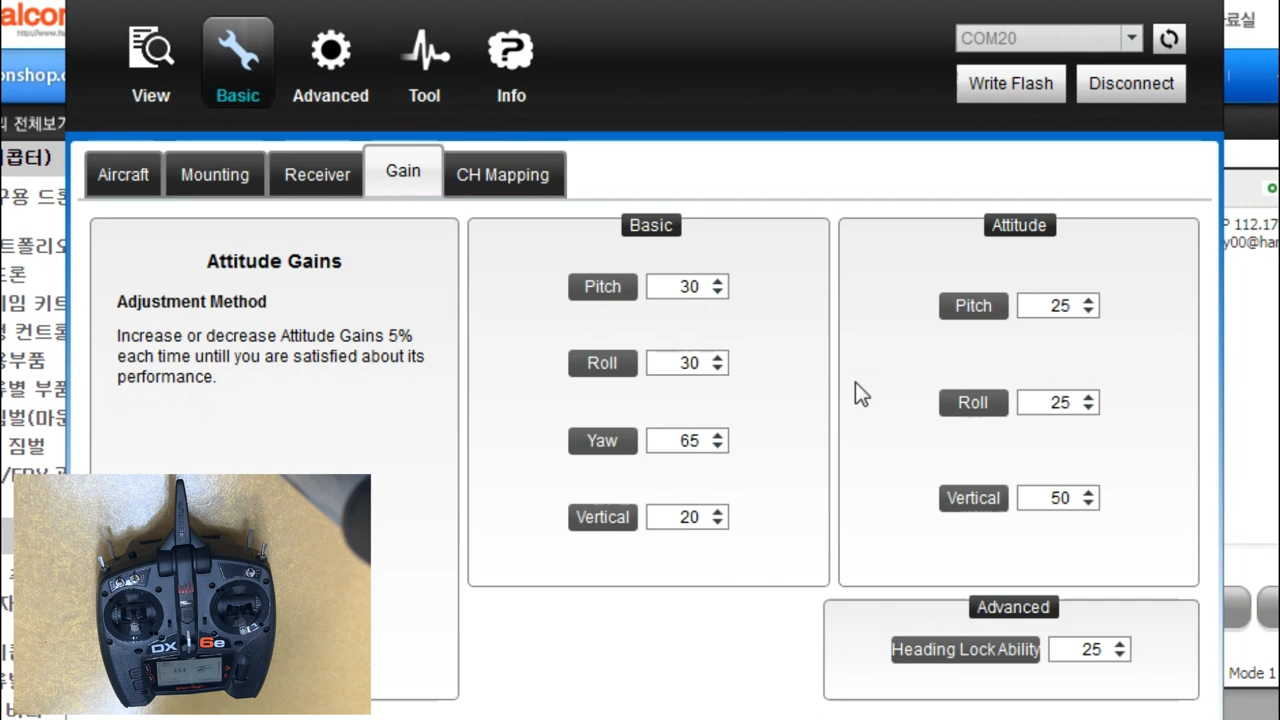 View
Basic
Advanced
Tool
Info
COM20
Write Flash
Disconnect
Aircraft
Mounting
Receiver
Gain
CH Mapping
Attitude Gains
Adjustment Method
Increase or decrease Attitude Gains 5%
each time untill you are satisfied about its
performance.
Basic
Pitch 30
Roll 30
Yaw 65
Vertical 20
Attitude
Pitch 25
Roll 25
Vertical 50
Advanced
Heading Lock Ability 25
DX 6e
전체보기
드론
부품
짐벌
Mode 1